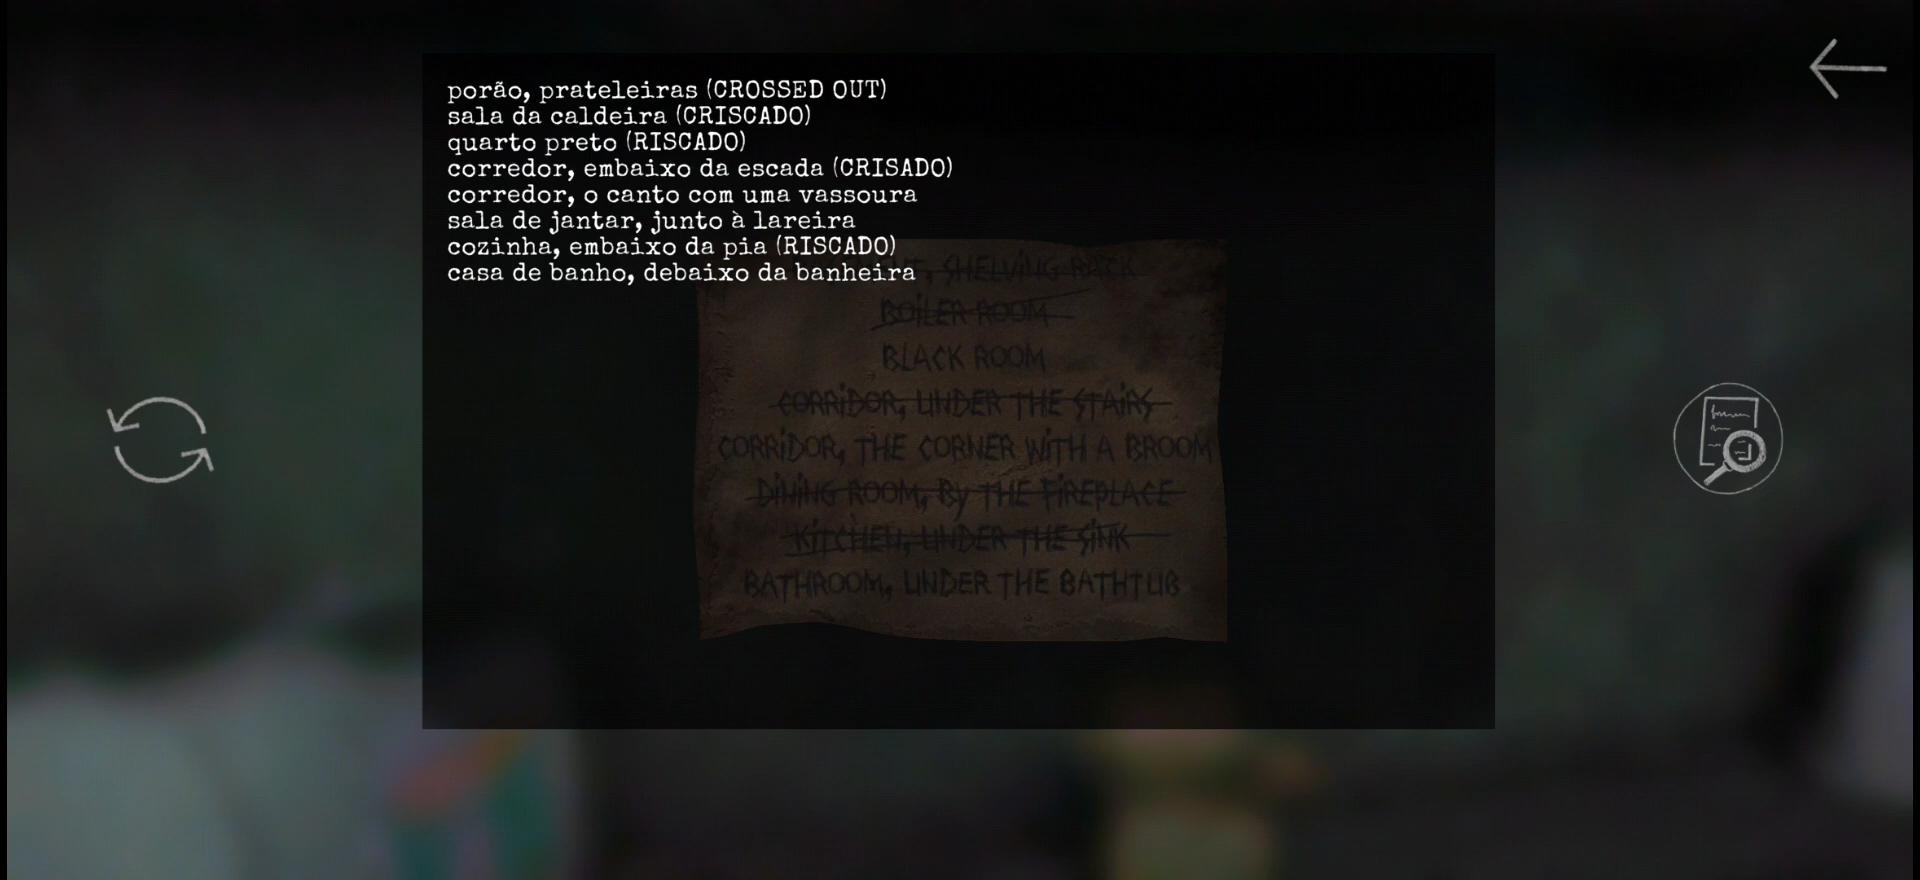 porão, prateleiras (CROSSED OUT)
sala da caldeira (CRISCADO)
quarto preto (RISCADO)
corredor, embaixo da escada (CRISADO)
corredor, o canto com uma vassoura
sala de jantar, junto à lareira
cozinha, embaixo da pia (RISCADO)
casa de banho, debaixo da banheira
SHELVING RACK
BOILER ROOM
BLACK ROOM
CORRIDOR, UNDER THE STAIRS
CORRIDOR, THE CORNER WITH A BROOM
DINING ROOM, By THE FIREPLACE
KITCHEN, UNDER THE SINK
BATHROOM, UNDER THE BATHTUB